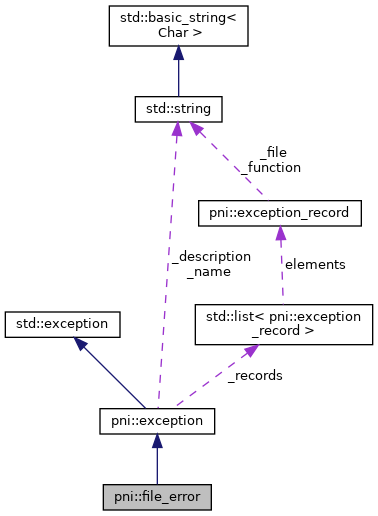 std::basic_string<
Char >
std::string
_file
_function
pni::exception_record
_description
_name
elements
std::exception
std::list< pni::exception
_record >
_records
pni::exception
pni::file_error